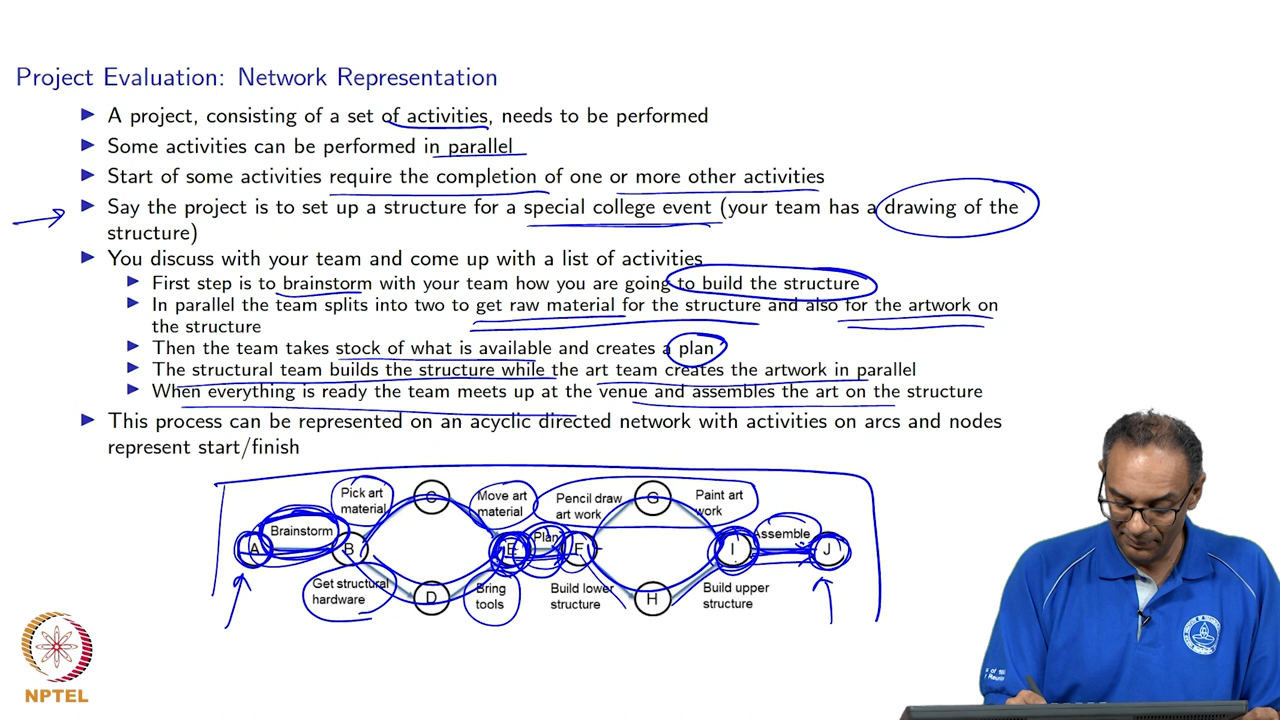 Project Evaluation: Network Representation
A project, consisting of a set of activities, needs to be performed
Some activities can be performed in parallel
Start of some activities require the completion of one or more other activities
Say the project is to set up a structure for a special college event (your team has a drawing of the
structure)
You discuss with your team and come up with a list of activities
First step is to brainstorm with your team how you are going to build the structure
In parallel the team splits into two to get raw material for the structure and also for the artwork on
the structure
Then the team takes stock of what is available and creates a plan
The structural team builds the structure while the art team creates the artwork in parallel
When everything is ready the team meets up at the venue and assembles the art on the structure
This process can be represented on an acyclic directed network with activities on arcs and nodes
represent start/finish
Pick art
material
C
Move art
material
Pencil draw
art work
G
Paint art
work
A
Brainstorm
B
E
Plan
F
I
Assemble
J
Get structural
hardware
D
Bring
tools
Build lower
structure
H
Build upper
structure
NPTEL